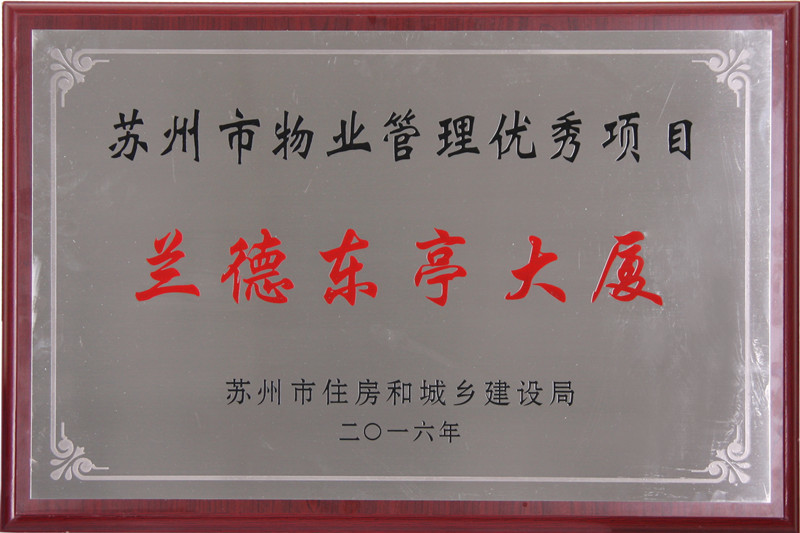 苏州市物业管理优秀项目
兰德东亭大厦
苏州市住房和城乡建设局
二〇一六年